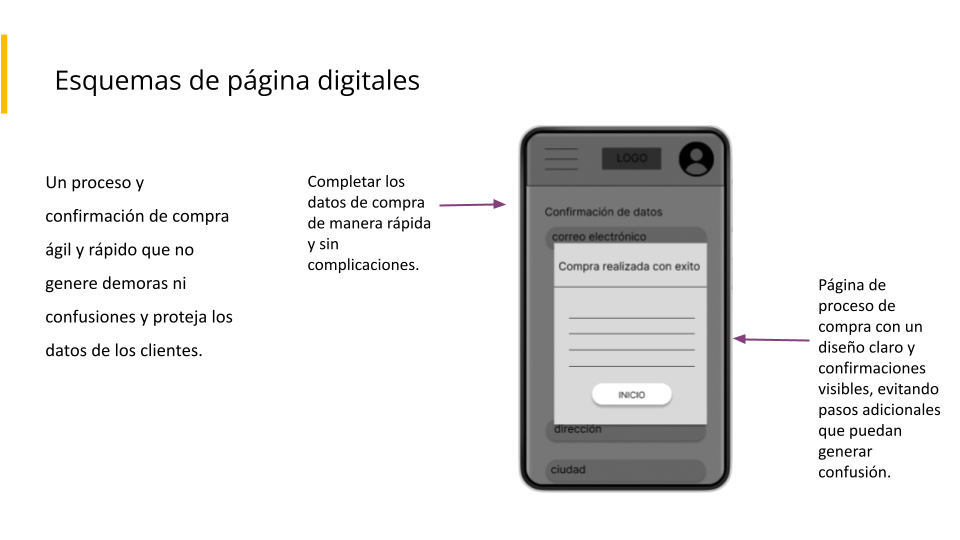 Esquemas de página digitales
Un proceso y
confirmación de compra
ágil y rápido que no
genere demoras ni
confusiones y proteja los
datos de los clientes.
Completar los
datos de compra
de manera rápida
y sin
complicaciones.
LOGO
Confirmación de datos
correo electrónico
Compra realizada con exito
INICIO
dirección
ciudad
Página de
proceso de
compra con un
diseño claro y
confirmaciones
visibles, evitando
pasos adicionales
que puedan
generar
confusión.